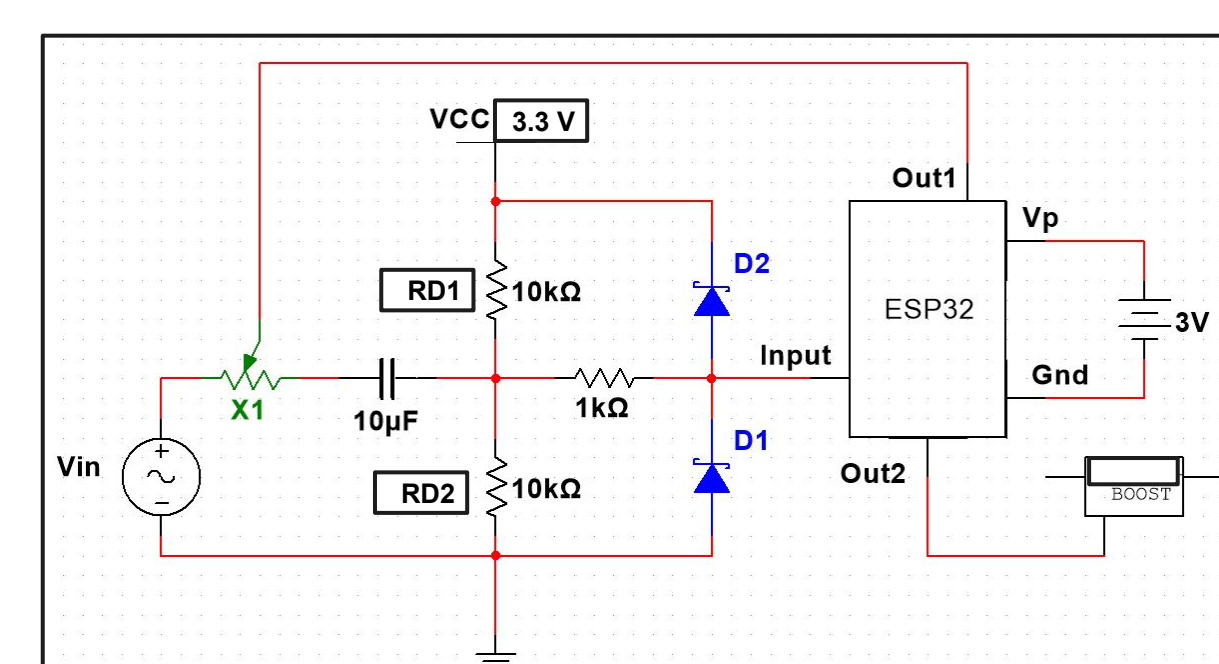 VCC 3.3 V
Out1
Vp
D2
RD1 10kΩ
ESP32
3V
Input
Gnd
X1
10µF
1kΩ
D1
Vin
Out2
RD2 10kΩ
BOOST